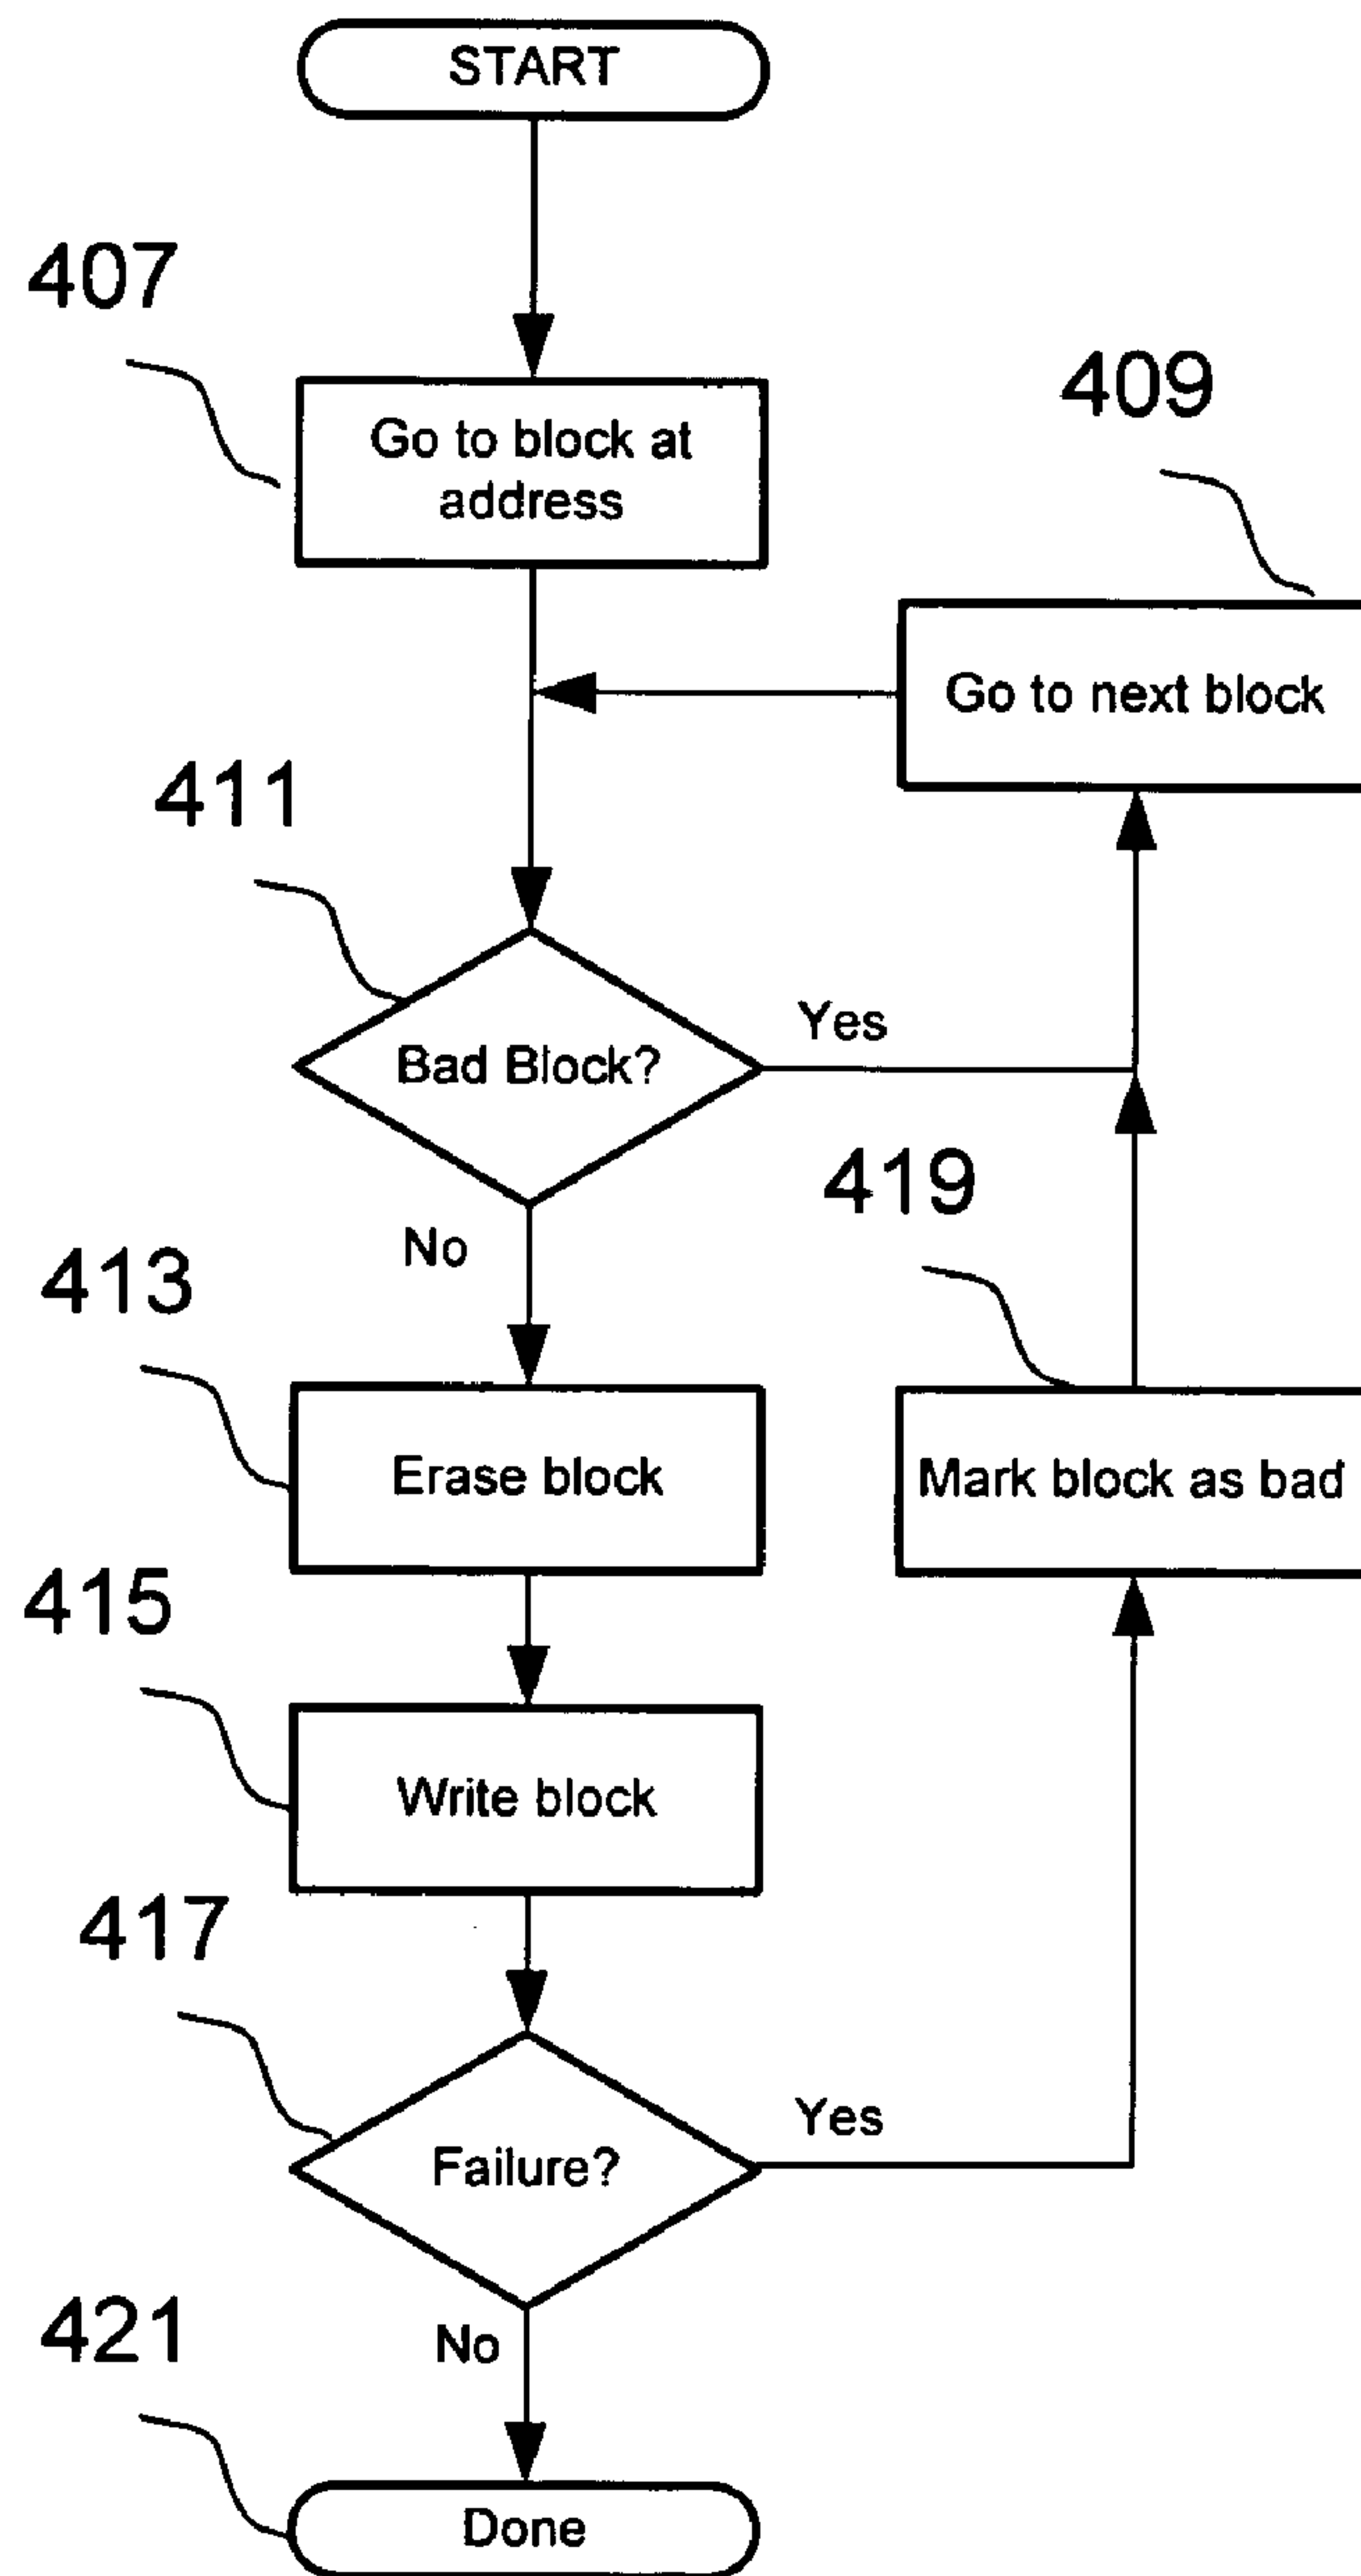 START
407
Go to block at
address
409
Go to next block
411
Bad Block?
Yes
No
419
413
Erase block
Mark block as bad
415
Write block
417
Failure?
Yes
No
421
Done